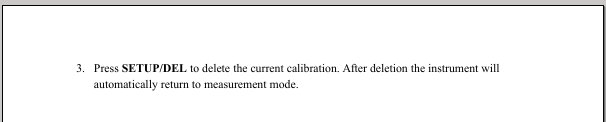 3. Press SETUP/DEL to delete the current calibration. After deletion the instrument will
automatically return to measurement mode.